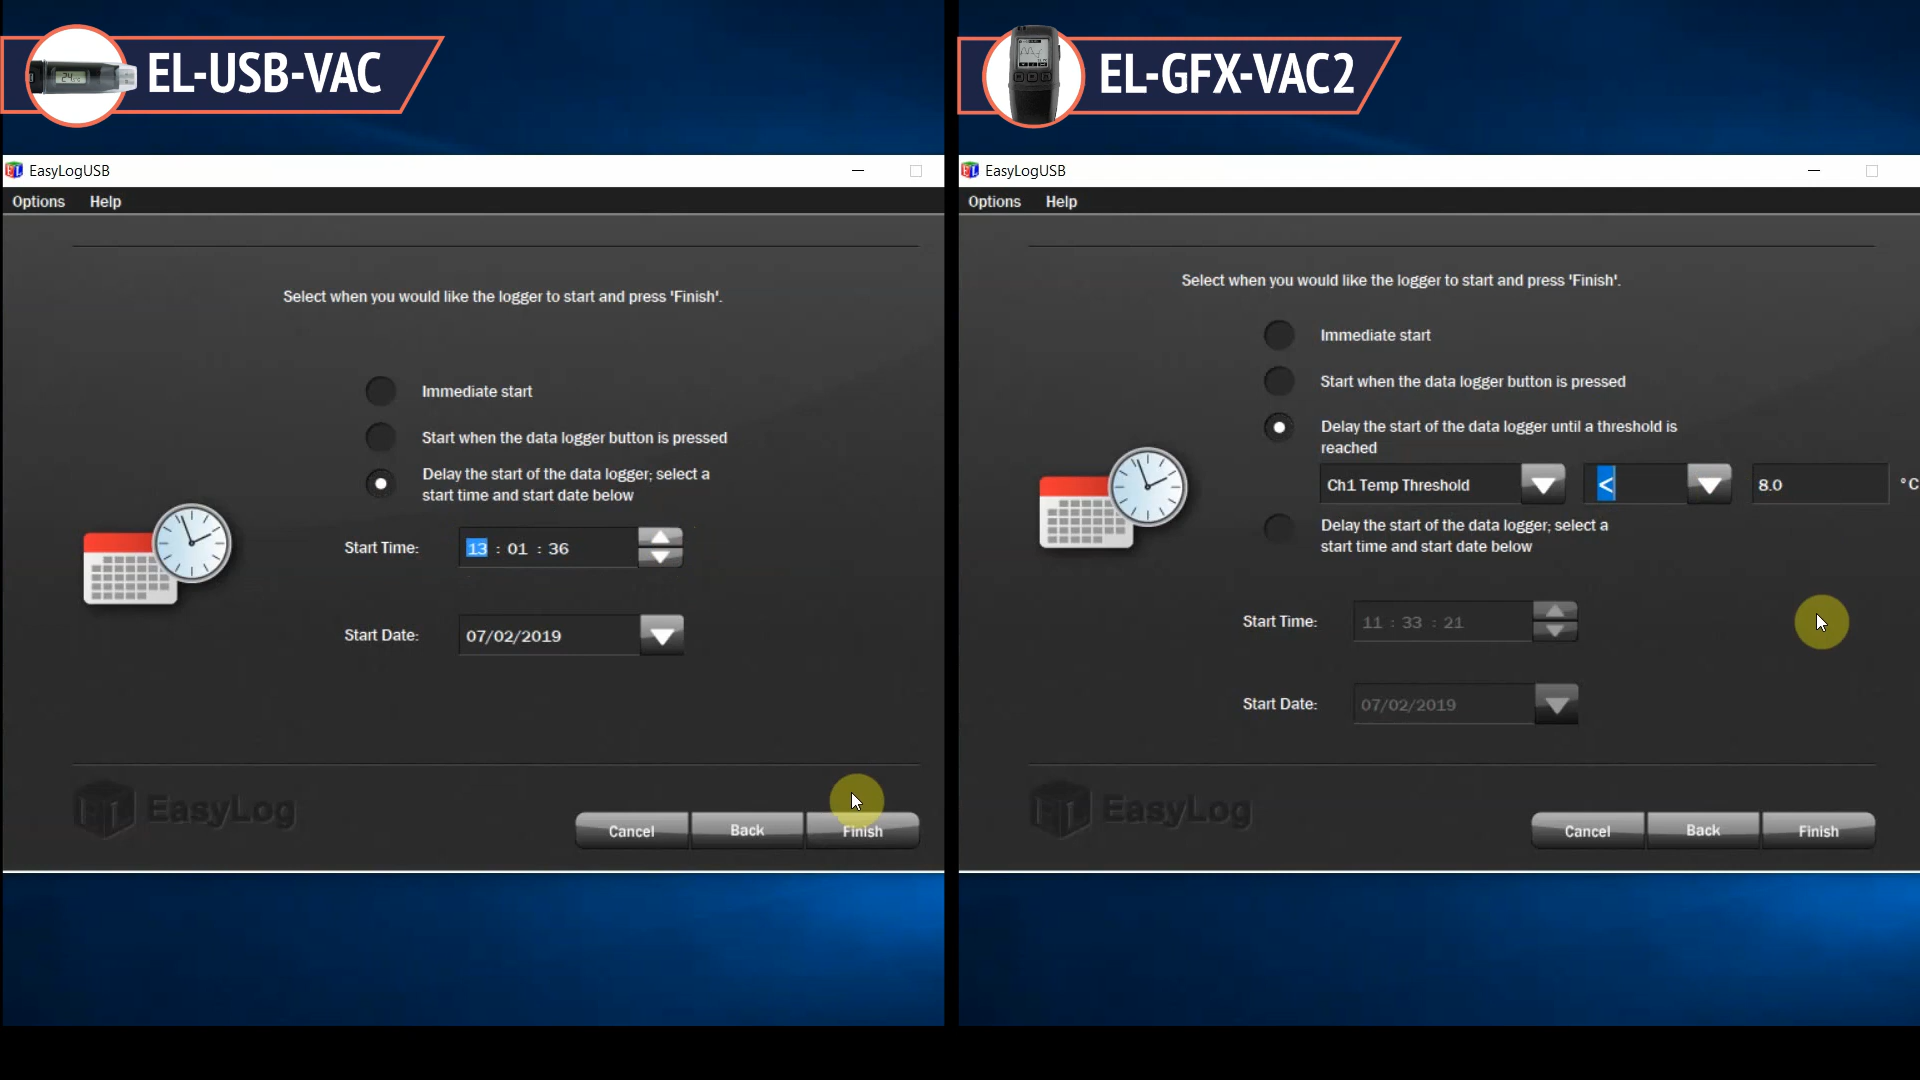 EL-USB-VAC
EasyLogUSB
Options Help
Select when you would like the logger to start and press 'Finish'.
Immediate start
Start when the data logger button is pressed
Delay the start of the data logger; select a
start time and start date below
Start Time: 13 : 01 : 36
Start Date: 07/02/2019
EasyLog
Cancel Back Finish
EL-GFX-VAC2
EasyLogUSB
Options Help
Select when you would like the logger to start and press 'Finish'.
Immediate start
Start when the data logger button is pressed
Delay the start of the data logger until a threshold is
reached
Ch1 Temp Threshold < 8.0 °C
Delay the start of the data logger; select a
start time and start date below
Start Time: 11 : 33 : 21
Start Date: 07/02/2019
EasyLog
Cancel Back Finish